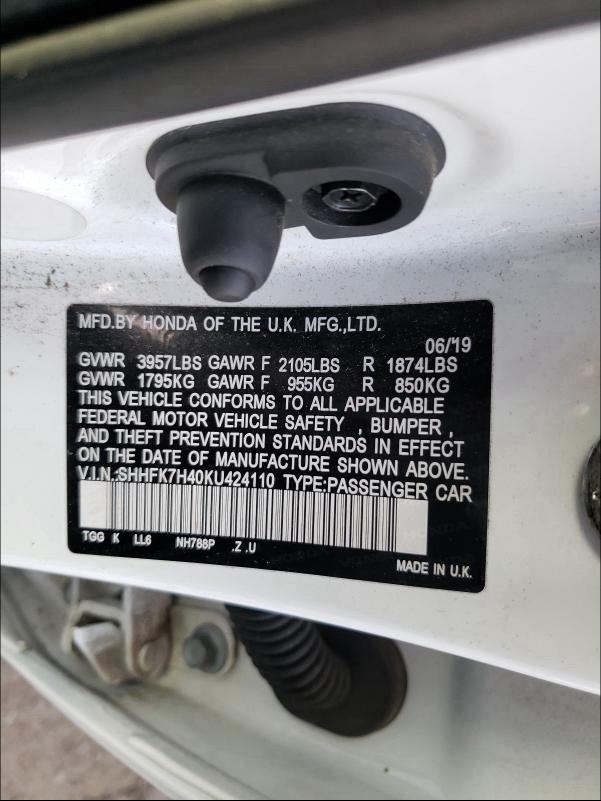 MFD.BY HONDA OF THE U.K. MFG.,LTD.
06/'19
GVWR 3957LBS GAWR F 2105LBS R 1874LBS
GVWR 1795KG GAWR F 955KG R 850KG
THIS VEHICLE CONFORMS TO ALL APPLICABLE
FEDERAL MOTOR VEHICLE SAFETY , BUMPER ,
AND THEFT PREVENTION STANDARDS IN EFFECT
ON THE DATE OF MANUFACTURE SHOWN ABOVE.
V.I.N.:SHHFK7H40KU424110 TYPE:PASSENGER CAR
TGG K LL6 NH788P .Z .U
MADE IN U.K.